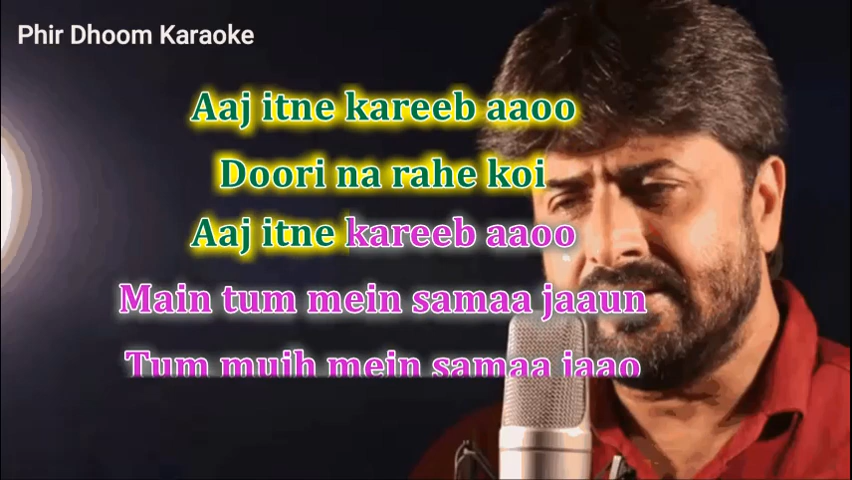 Phir Dhoom Karaoke
Aaj itne kareeb aaoo
Doori na rahe koi
Aaj itne kareeb aaoo
Main tum mein samaa jaaun
Tum mujh mein samaa jaao